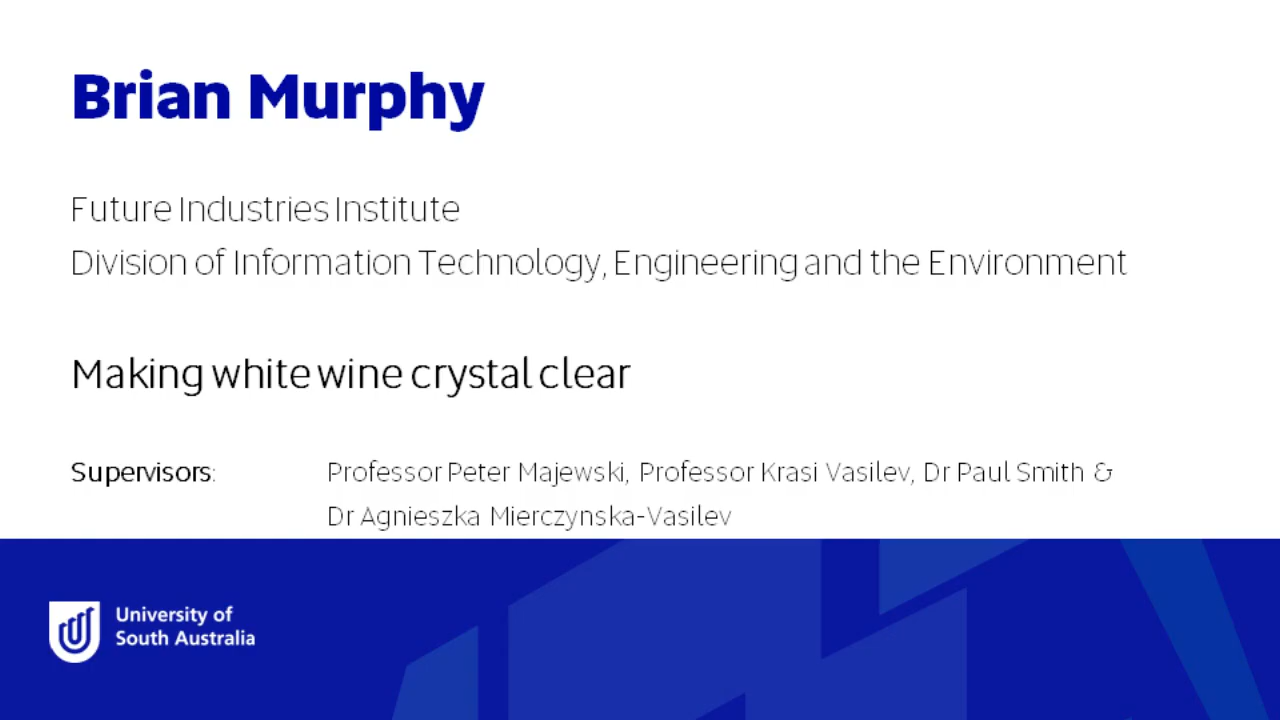 Brian Murphy
Future Industries Institute
Division of Information Technology, Engineering and the Environment
Making white wine crystal clear
Supervisors: Professor Peter Majewski, Professor Krasi Vasilev, Dr Paul Smith &
Dr Agnieszka Mierczynska-Vasilev
University of
South Australia